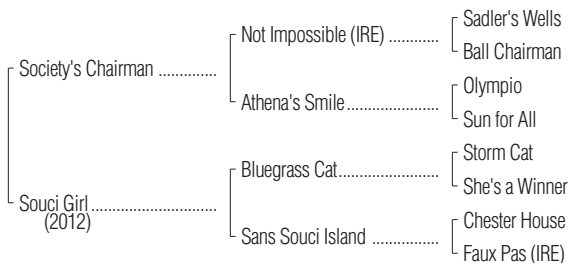 Sadler's Wells
Not Impossible (IRE) ...........
Ball Chairman
Society's Chairman .............
Olympio
Athena's Smile.....................
Sun for All
Storm Cat
Bluegrass Cat.......................
She's a Winner
Souci Girl ...........................
(2012)
Chester House
Sans Souci Island ...............
Faux Pas (IRE)